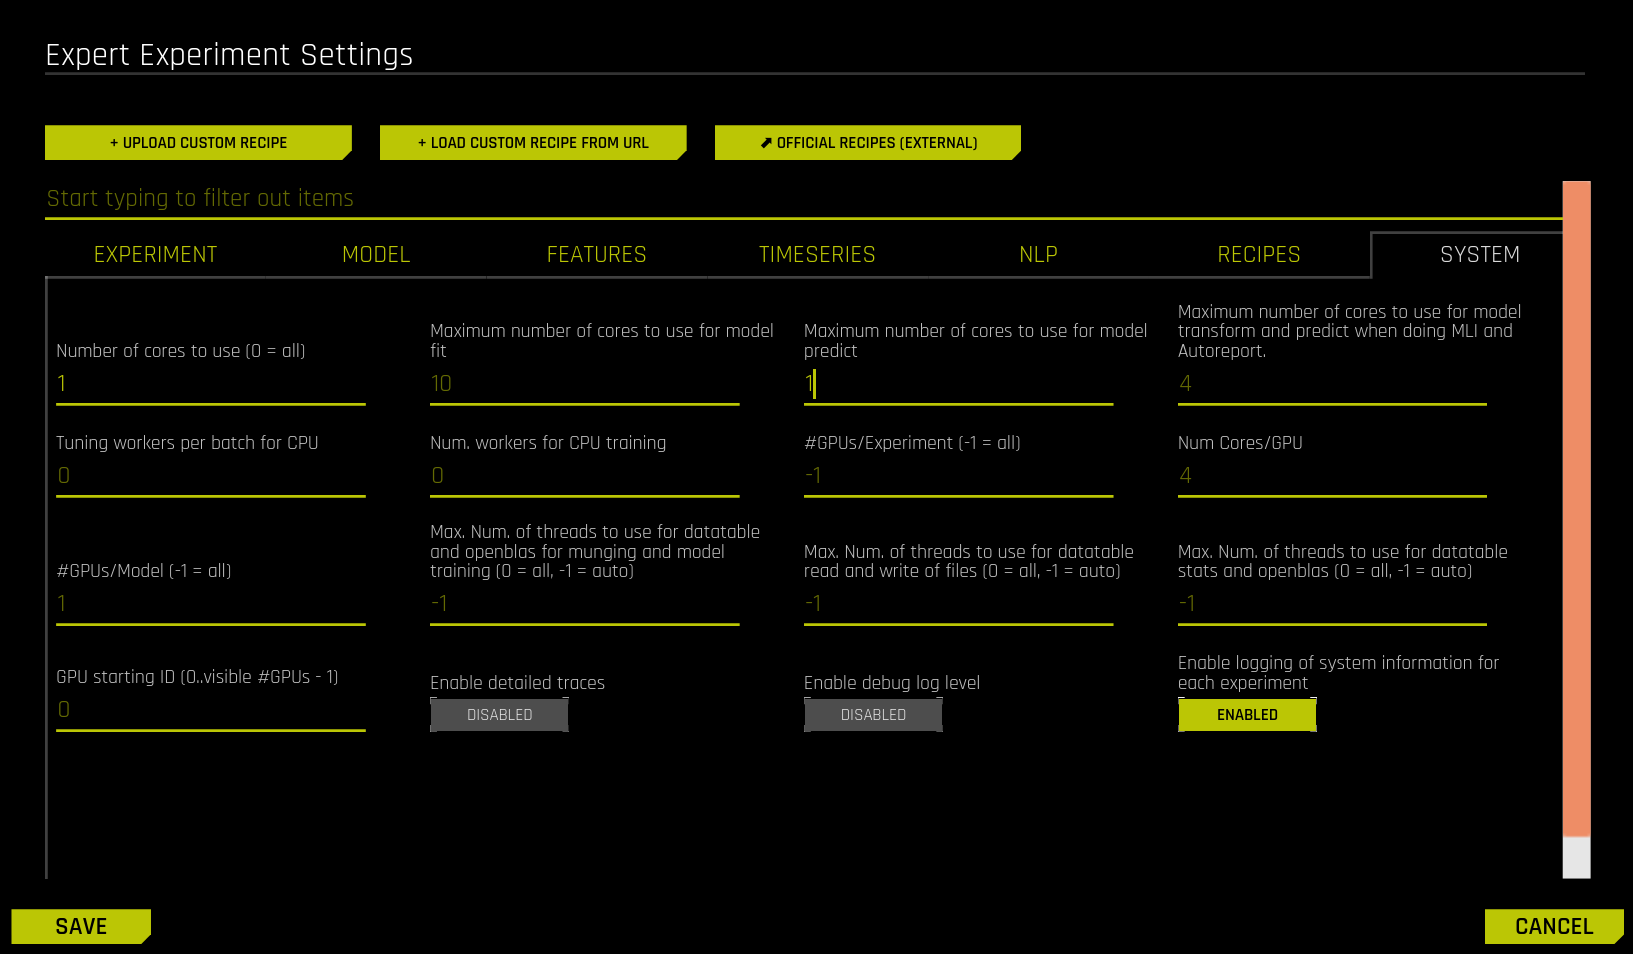 Expert Experiment Settings
+ UPLOAD CUSTOM RECIPE
+ LOAD CUSTOM RECIPE FROM URL
OFFICIAL RECIPES (EXTERNAL)
Start typing to filter out items
EXPERIMENT
MODEL
FEATURES
TIMESERIES
NLP
RECIPES
SYSTEM
Number of cores to use (0 = all)
1
Maximum number of cores to use for model
fit
10
Maximum number of cores to use for model
predict
1
Maximum number of cores to use for model
transform and predict when doing MLI and
Autoreport.
4
Tuning workers per batch for CPU
0
Num. workers for CPU training
0
#GPUs/Experiment (-1 = all)
-1
Num Cores/GPU
4
#GPUs/Model (-1 = all)
1
Max. Num. of threads to use for datatable
and openblas for munging and model
training (0 = all, -1 = auto)
-1
Max. Num. of threads to use for datatable
read and write of files (0 = all, -1 = auto)
-1
Max. Num. of threads to use for datatable
stats and openblas (0 = all, -1 = auto)
-1
GPU starting ID (0..visible #GPUs - 1)
0
Enable detailed traces
DISABLED
Enable debug log level
DISABLED
Enable logging of system information for
each experiment
ENABLED
SAVE
CANCEL